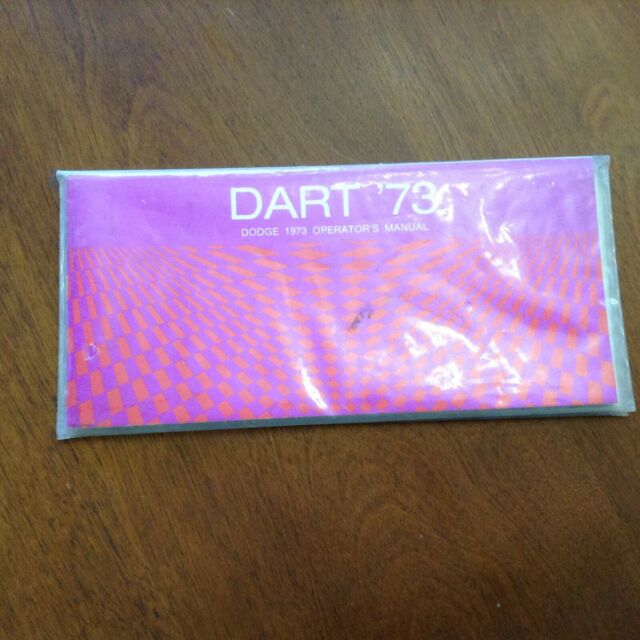 DART '73
DODGE 1973 OPERATOR'S MANUAL